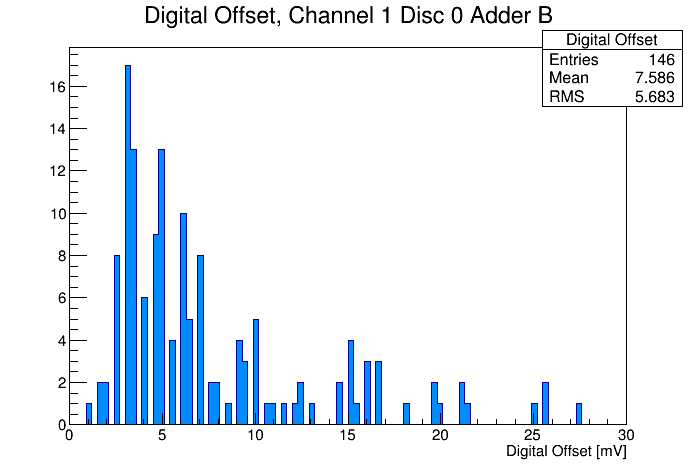 Digital Offset, Channel 1 Disc 0 Adder B
Digital Offset
Entries 146
Mean 7.586
RMS 5.683
16
14
12
10
8
6
4
2
0
0 5 10 15 20 25 30
Digital Offset [mV]